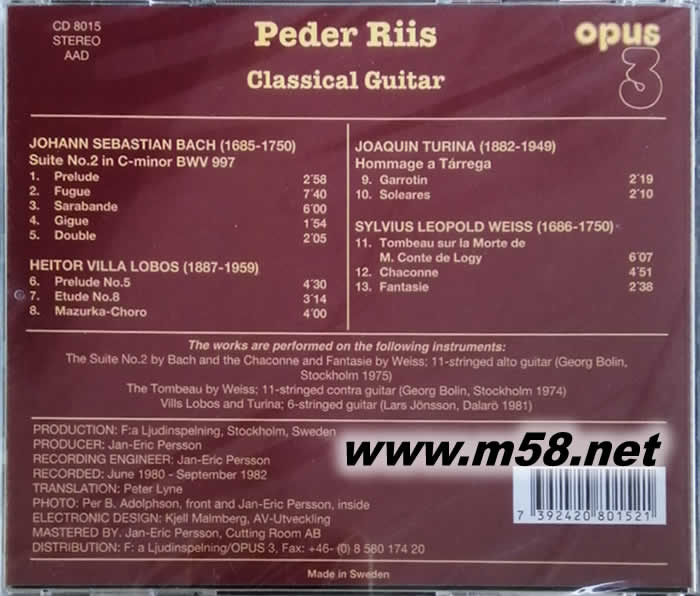 CD 8015
STEREO
AAD
Peder Riis
Classical Guitar
opus
3
JOHANN SEBASTIAN BACH (1685-1750)
Suite No.2 in C-minor BWV 997
1. Prelude 2´58
2. Fugue 7´40
3. Sarabande 6´00
4. Gigue 1´54
5. Double 2´05
HEITOR VILLA LOBOS (1887-1959)
6. Prelude No.5 4´30
7. Etude No.8 3´14
8. Mazurka-Choro 4´00
JOAQUIN TURINA (1882-1949)
Hommage a Tárrega
9. Garrotin 2´19
10. Soleares 2´10
SYLVIUS LEOPOLD WEISS (1686-1750)
11. Tombeau sur la Morte de
M. Conte de Logy 6´07
12. Chaconne 4´51
13. Fantasie 2´38
The works are performed on the following instruments:
The Suite No.2 by Bach and the Chaconne and Fantasie by Weiss; 11-stringed alto guitar (Georg Bolin,
Stockholm 1975)
The Tombeau by Weiss; 11-stringed contra guitar (Georg Bolin, Stockholm 1974)
Vills Lobos and Turina; 6-stringed guitar (Lars Jönsson, Dalarö 1981)
PRODUCTION: F:a Ljudinspelning, Stockholm, Sweden
PRODUCER: Jan-Eric Persson
RECORDING ENGINEER: Jan-Eric Persson
RECORDED: June 1980 - September 1982
TRANSLATION: Peter Lyne
PHOTO: Per B. Adolphson, front and Jan-Eric Persson, inside
ELECTRONIC DESIGN: Kjell Malmberg, AV-Utveckling
MASTERED BY. Jan-Eric Persson, Cutting Room AB
DISTRIBUTION: F: a Ljudinspelning/OPUS 3, Fax: +46- (0) 8 580 174 20
www.m58.net
7 392420 801521
Made in Sweden